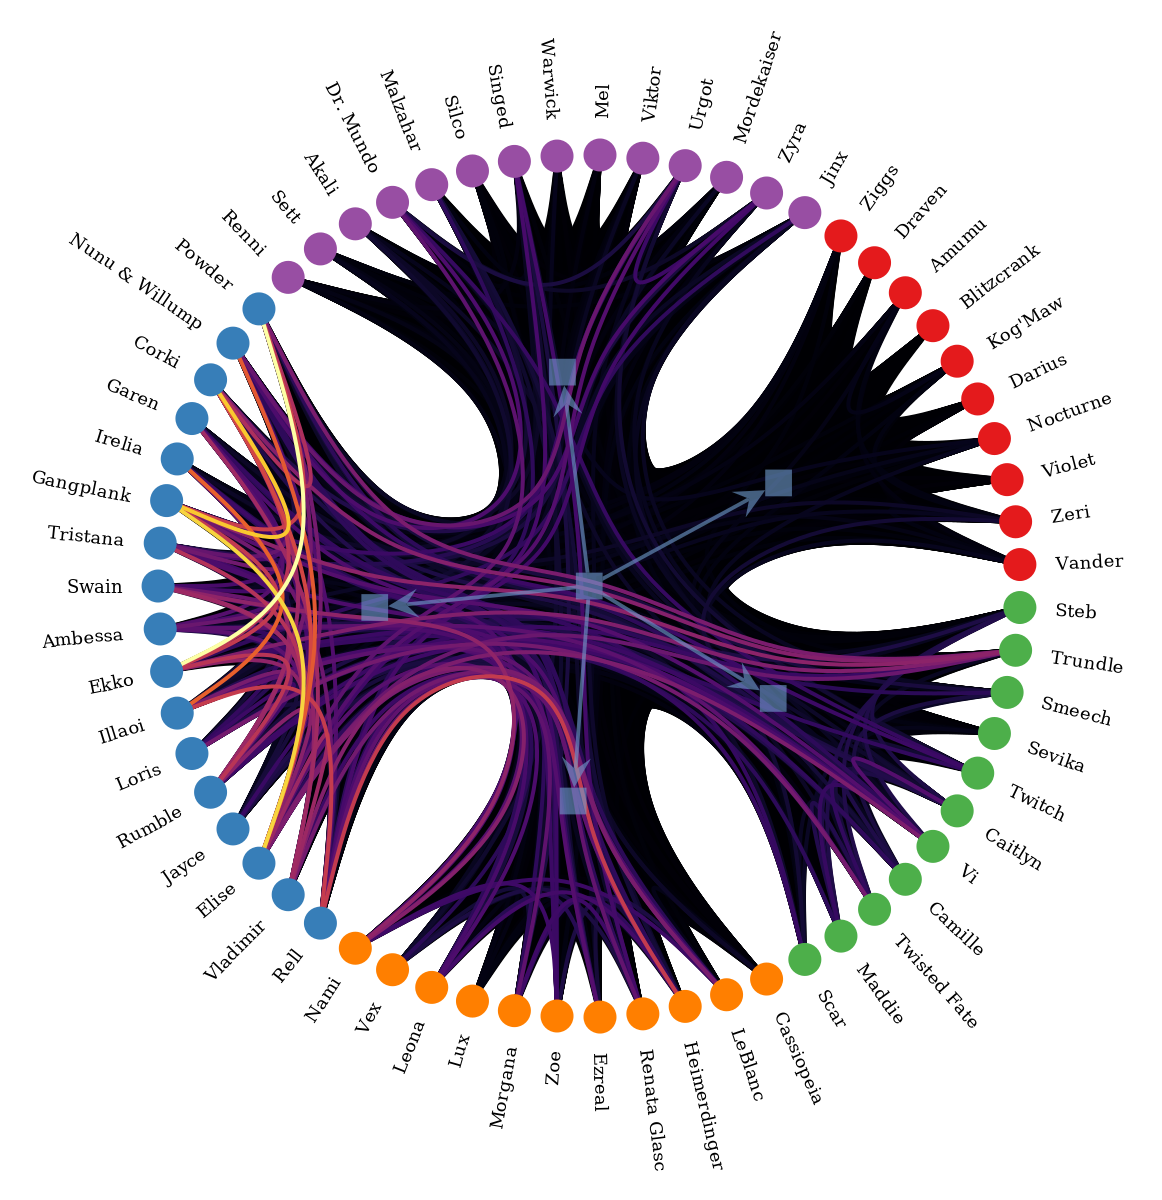 Warwick
Mel
Viktor
Urgot
Mordekaiser
Zyra
Jinx
Ziggs
Draven
Amumu
Blitzcrank
Kog'Maw
Darius
Nocturne
Violet
Zeri
Vander
Steb
Trundle
Smeech
Sevika
Twitch
Caitlyn
Vi
Camille
Twisted Fate
Maddie
Scar
Cassiopeia
LeBlanc
Heimerdinger
Renata Glasc
Ezreal
Zoe
Morgana
Lux
Leona
Vex
Nami
Rell
Vladimir
Elise
Jayce
Rumble
Loris
Illaoi
Ekko
Ambessa
Swain
Tristana
Gangplank
Irelia
Garen
Corki
Nunu & Willump
Powder
Renni
Sett
Akali
Dr. Mundo
Malzahar
Silco
Singed